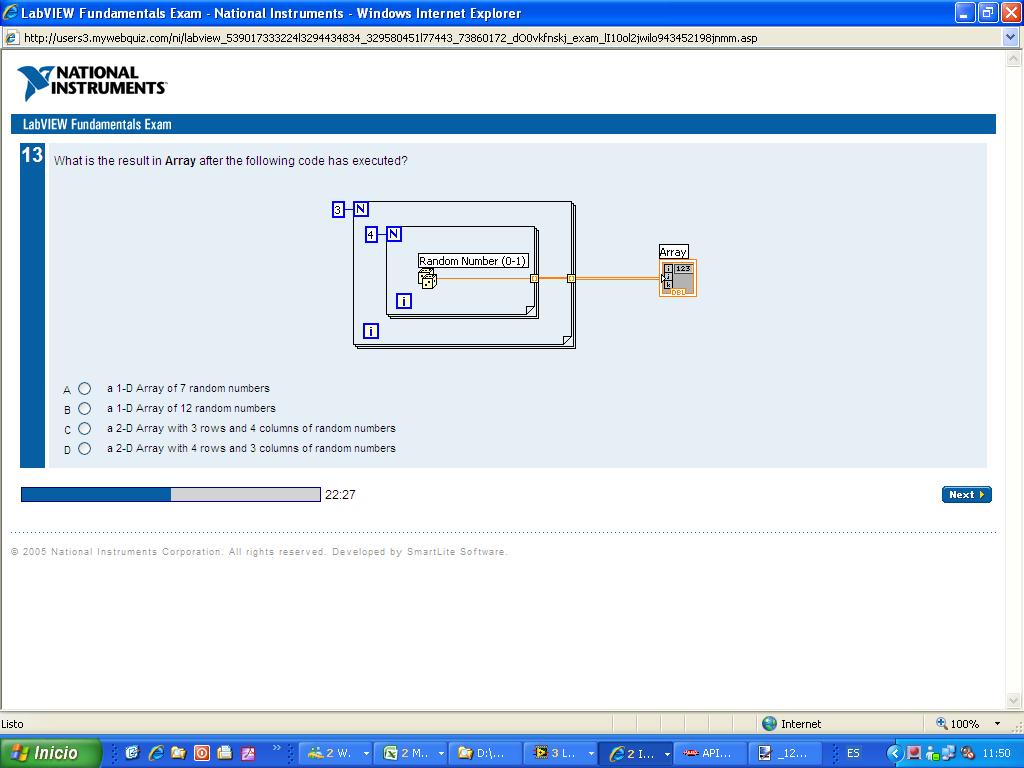 LabVIEW Fundamentals Exam - National Instruments - Windows Internet Explorer
http://users3.mywebquiz.com/ni/labview_539017333224l3294434834_329580451l77443_73860172_dO0vkfnskj_exam_lI10ol2jwilo943452198jnmm.asp
NATIONAL
INSTRUMENTS
LabVIEW Fundamentals Exam
13 What is the result in Array after the following code has executed?
3 N
4 N
Array
Random Number (0-1)
i 123
j
k
DBL
i
i
A a 1-D Array of 7 random numbers
B a 1-D Array of 12 random numbers
C a 2-D Array with 3 rows and 4 columns of random numbers
D a 2-D Array with 4 rows and 3 columns of random numbers
22:27 Next
© 2005 National Instruments Corporation. All rights reserved. Developed by SmartLite Software.
Listo Internet 100%
Inicio 2 W... 2 M... D:\... 3 L... 2 I... API... _12... ES 11:50